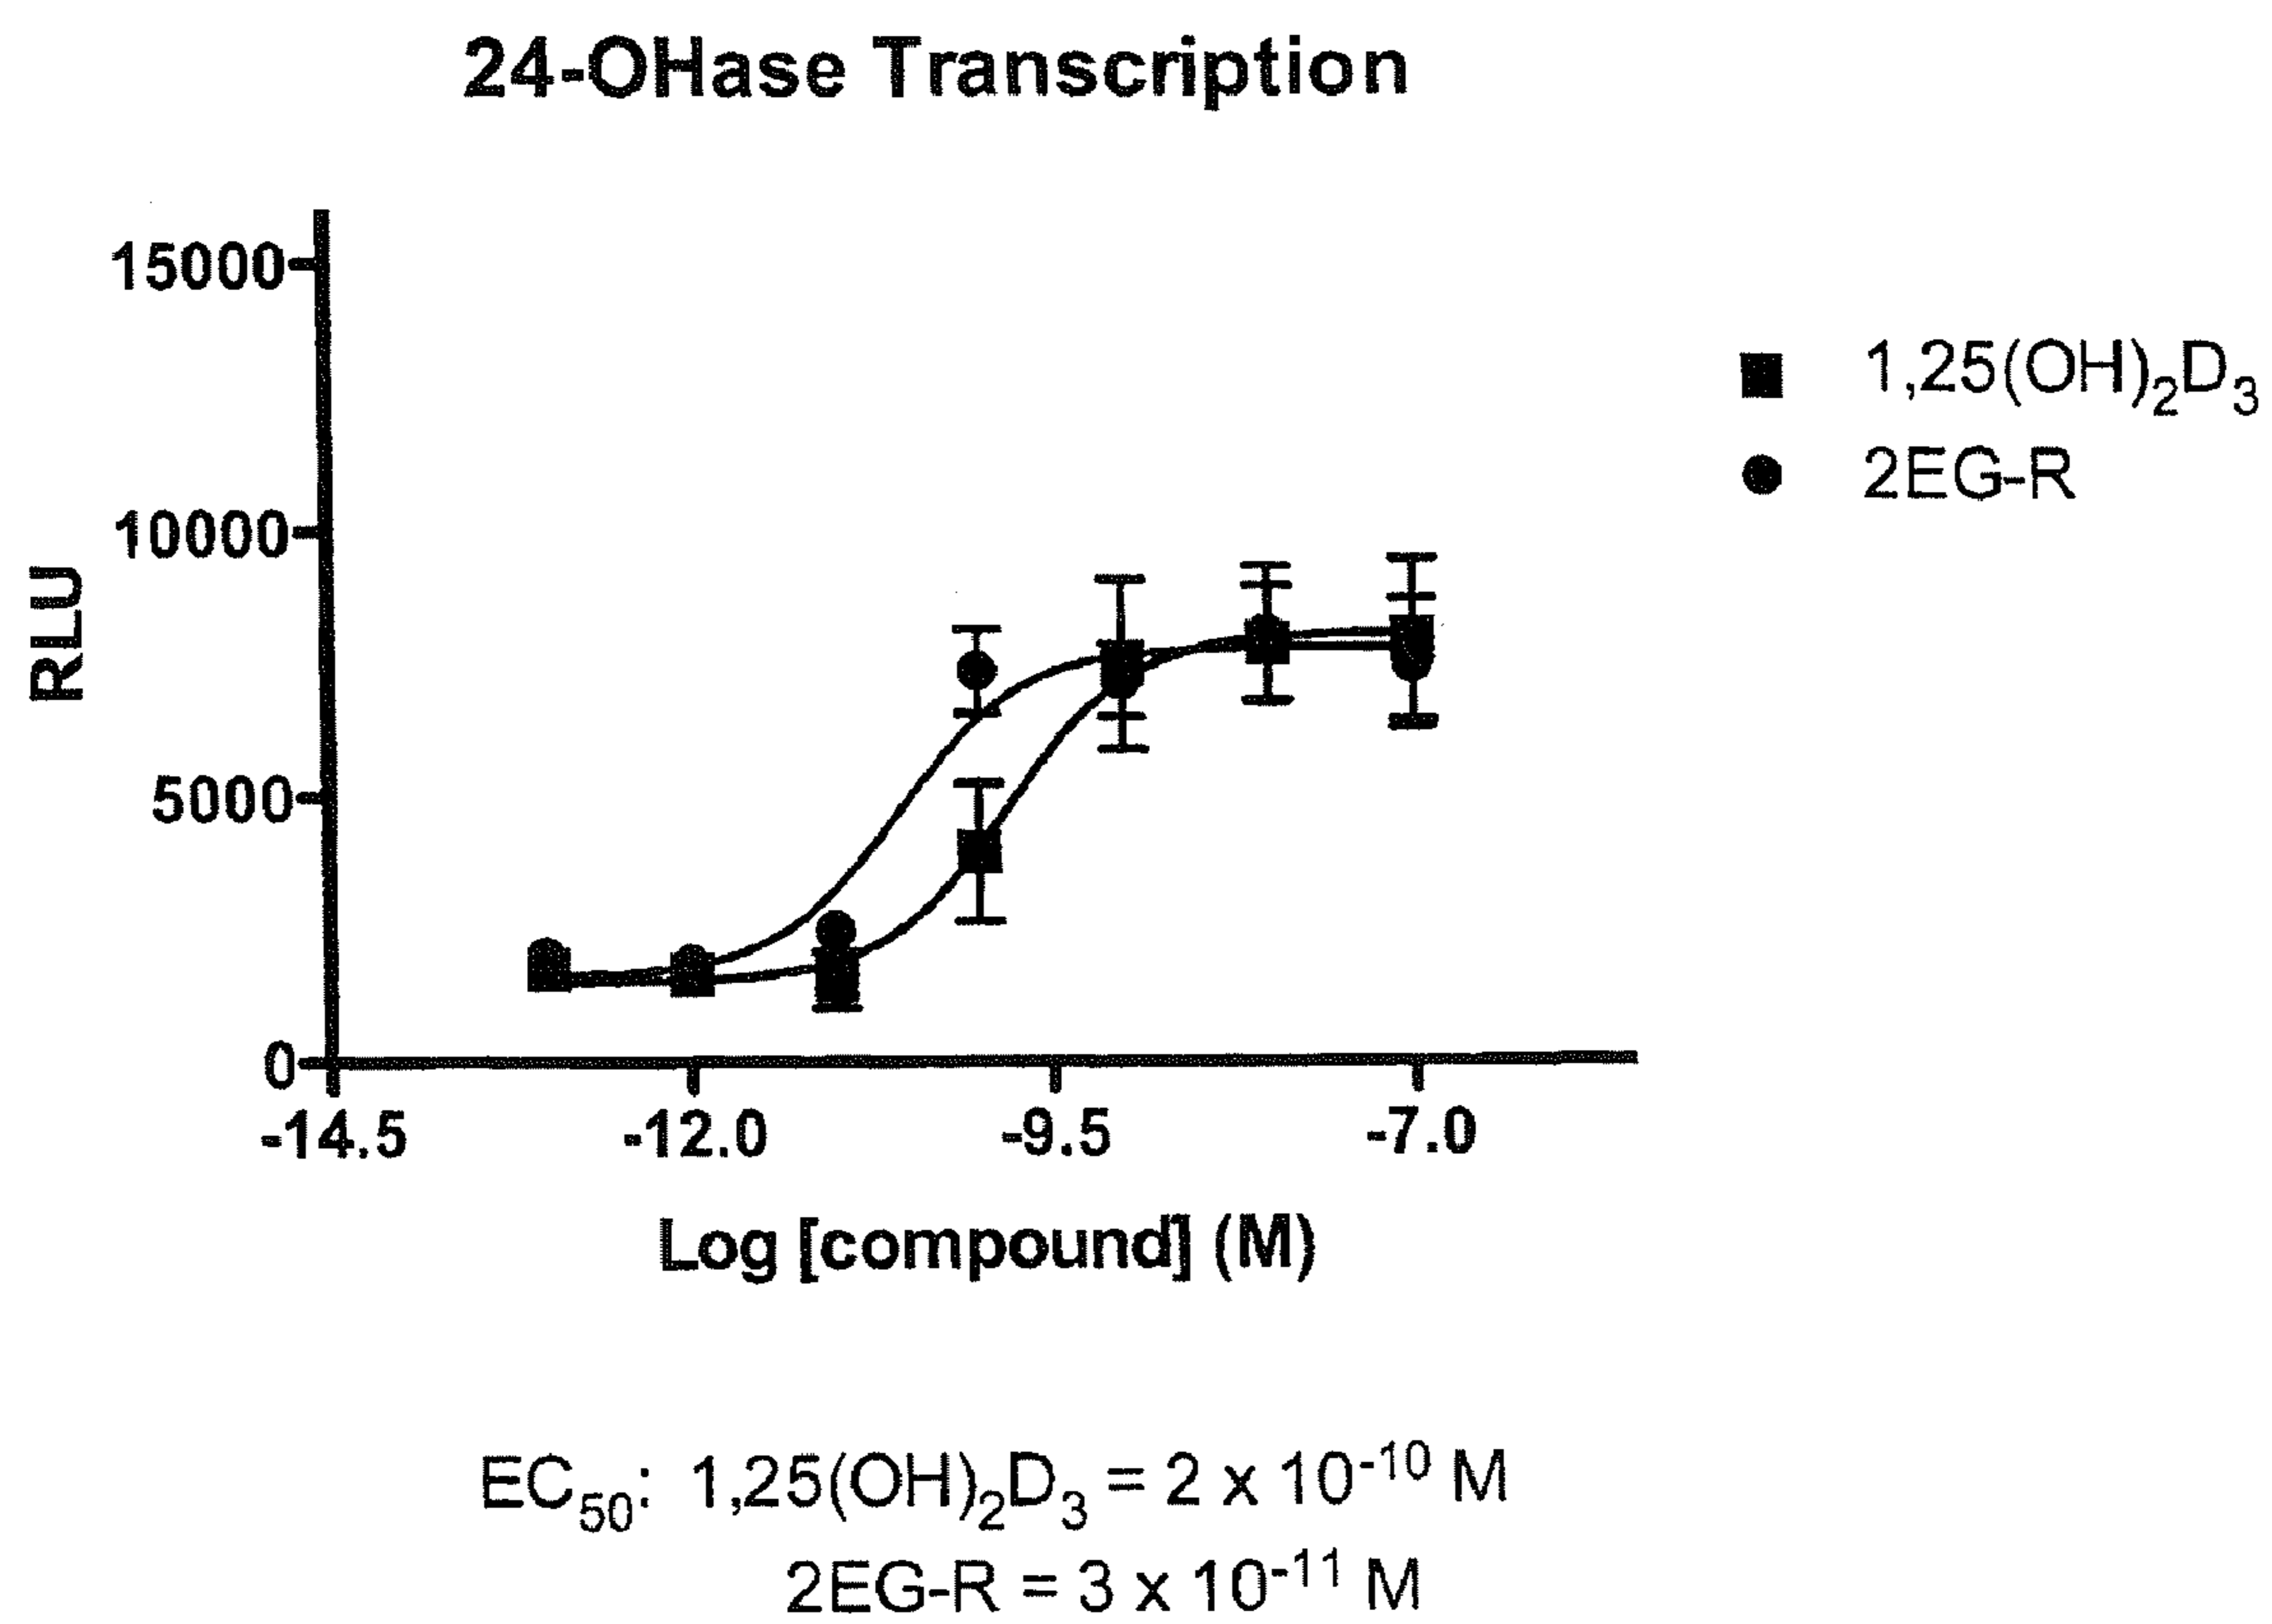 24-OHase Transcription
15000
10000
5000
0
RLU
-14.5 -12.0 -9.5 -7.0
Log [compound] (M)
1,25(OH)₂D₃
2EG-R
EC₅₀: 1,25(OH)₂D₃ = 2 x 10⁻¹⁰ M
2EG-R = 3 x 10⁻¹¹ M